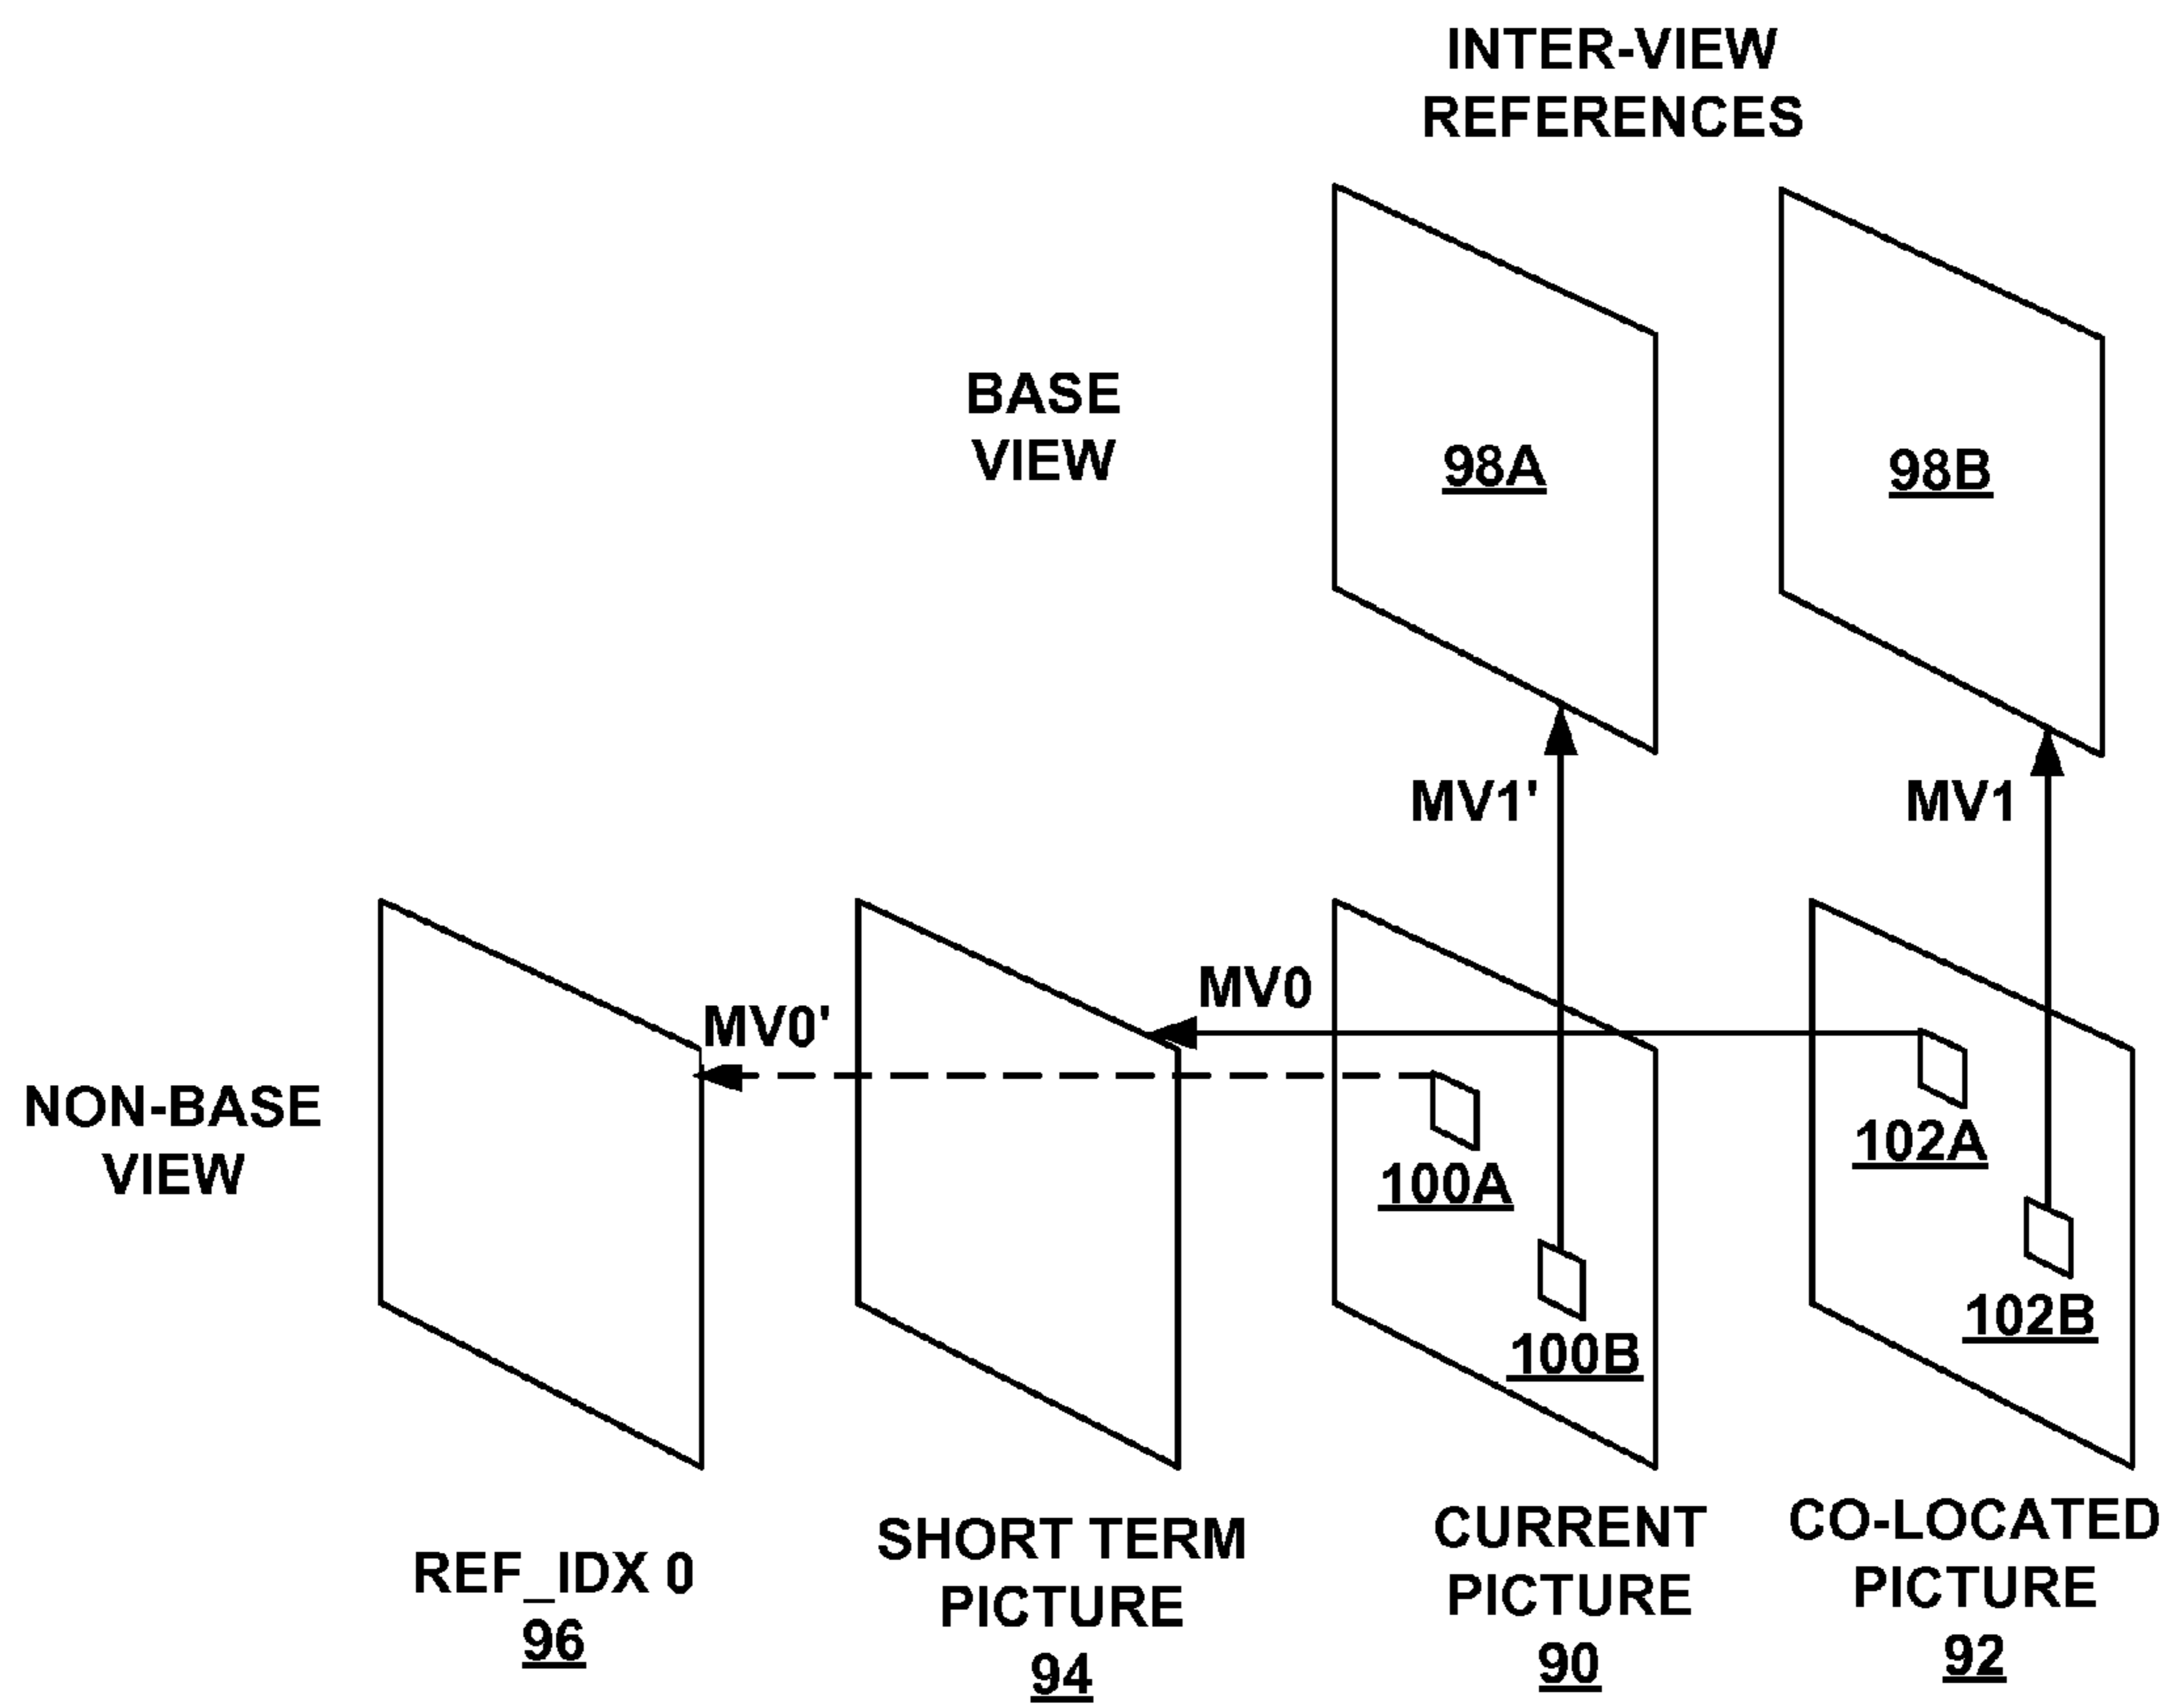 INTER-VIEW
REFERENCES
BASE
VIEW
98A
98B
MV1'
MV1
MV0
MV0'
NON-BASE
VIEW
102A
100A
102B
100B
REF_IDX 0
96
SHORT TERM
PICTURE
94
CURRENT
PICTURE
90
CO-LOCATED
PICTURE
92